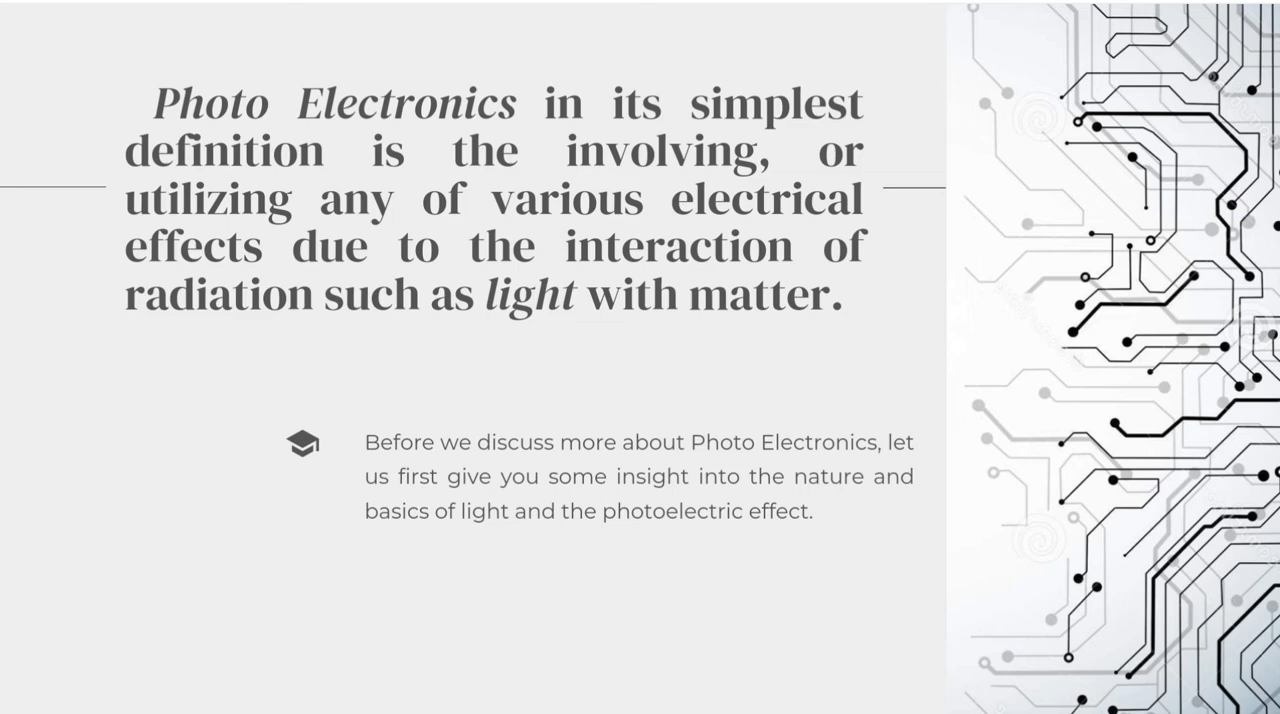 Photo Electronics in its simplest
definition is the involving, or
utilizing any of various electrical
effects due to the interaction of
radiation such as light with matter.
Before we discuss more about Photo Electronics, let
us first give you some insight into the nature and
basics of light and the photoelectric effect.